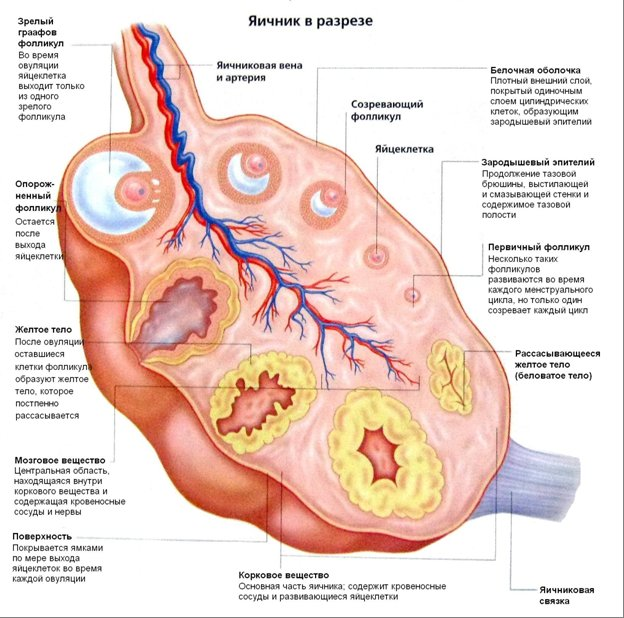 Яичник в разрезе
Зрелый
граафов
фолликул
Во время
овуляции
яйцеклетка
выходит только
из одного
зрелого
фолликула
Яичниковая вена
и артерия
Созревающий
фолликул
Яйцеклетка
Белочная оболочка
Плотный внешний слой,
покрытый одиночным
слоем цилиндрических
клеток, образующим
зародышевый эпителий
Зародышевый эпителий
Продолжение тазовой
брюшины, выстилающей
и смазывающей стенки и
содержимое тазовой
полости
Опорож-
ненный
фолликул
Остается
после
выхода
яйцеклетки
Первичный фолликул
Несколько таких
фолликулов
развиваются во время
каждого менструального
цикла, но только один
созревает каждый цикл
Желтое тело
После овуляции
оставшиеся
клетки фолликула
образуют желтое
тело, которое
постпенно
рассасывается
Рассасывающееся
желтое тело
(беловатое тело)
Мозговое вещество
Центральная область,
находящаяся внутри
коркового вещества и
содержащая кровеносные
сосуды и нервы
Поверхность
Покрывается ямками
по мере выхода
яйцеклеток во время
каждой овуляции
Корковое вещество
Основная часть яичника; содержит кровеносные
сосуды и развивающиеся яйцеклетки
Яичниковая
связка